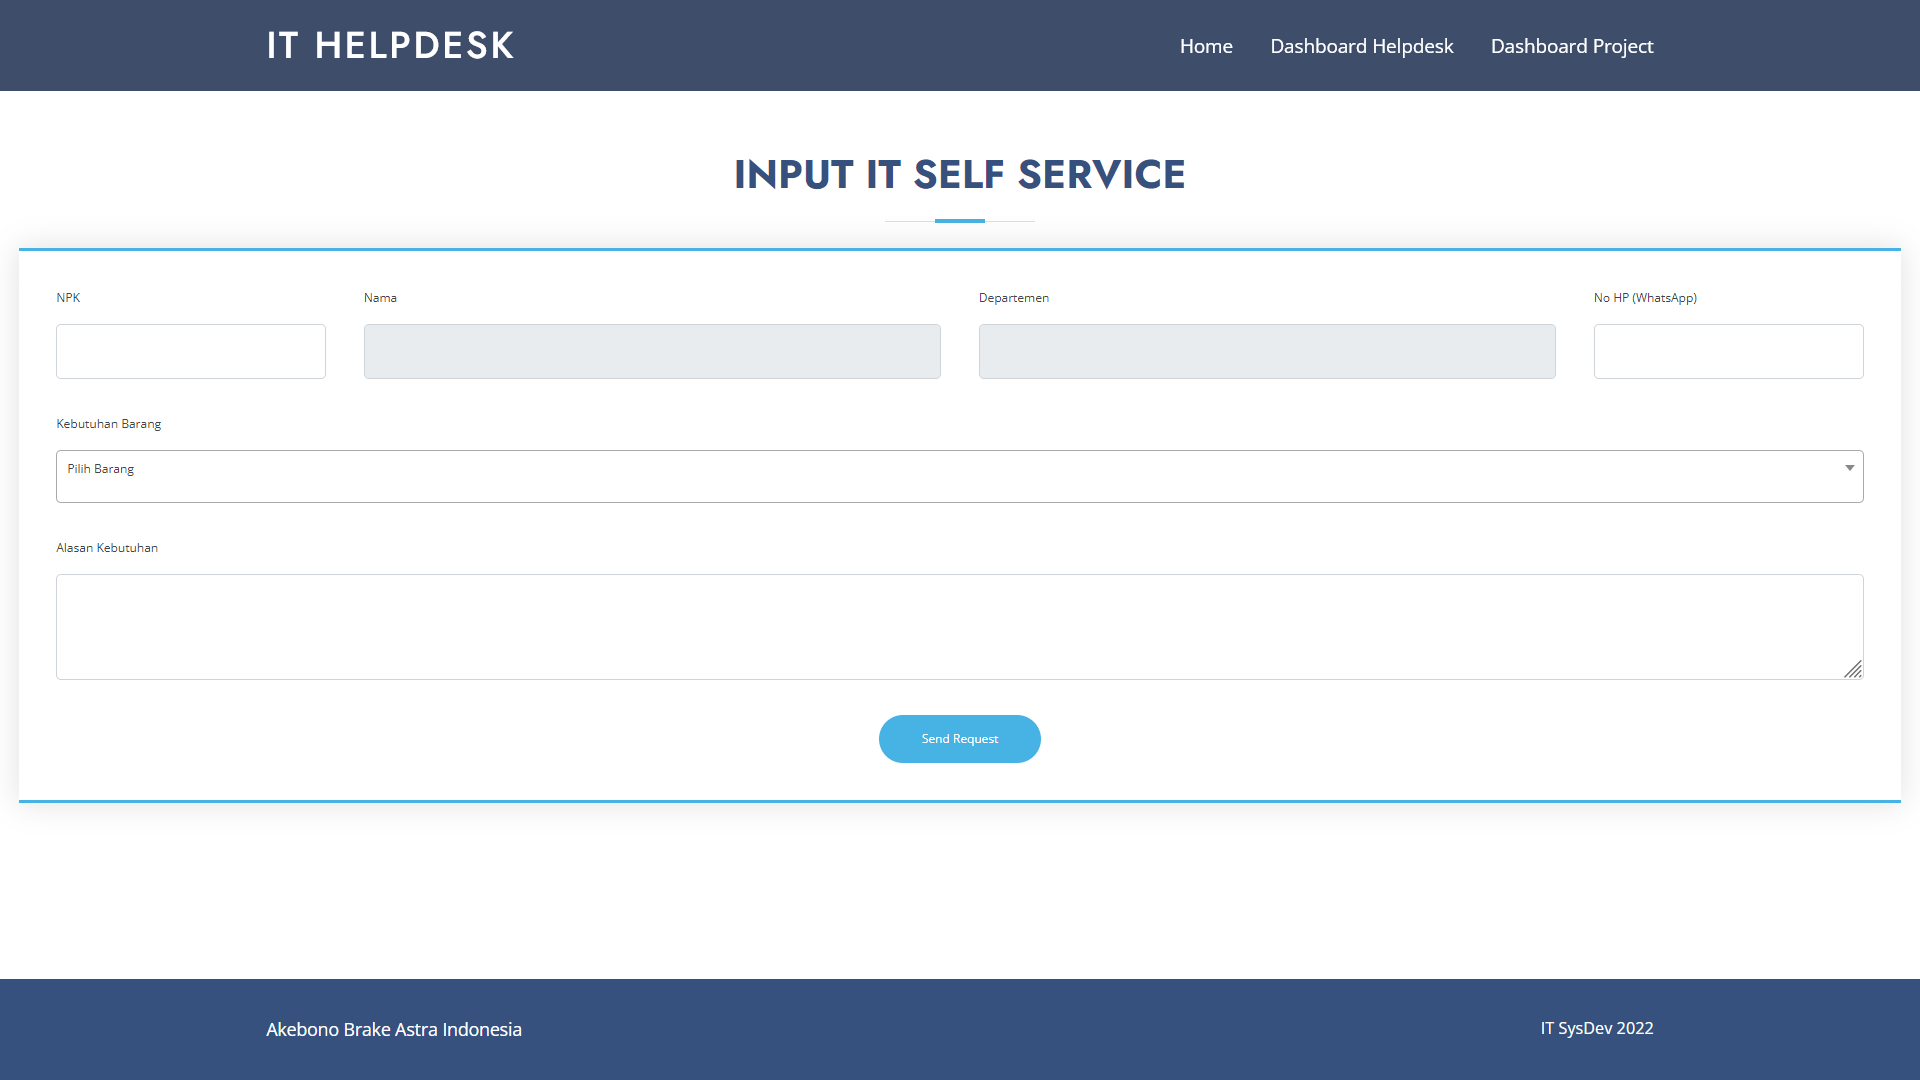 IT HELPDESK
Home Dashboard Helpdesk Dashboard Project
INPUT IT SELF SERVICE
NPK Nama Departemen No HP (WhatsApp)
Kebutuhan Barang
Pilih Barang
Alasan Kebutuhan
Send Request
Akebono Brake Astra Indonesia IT SysDev 2022